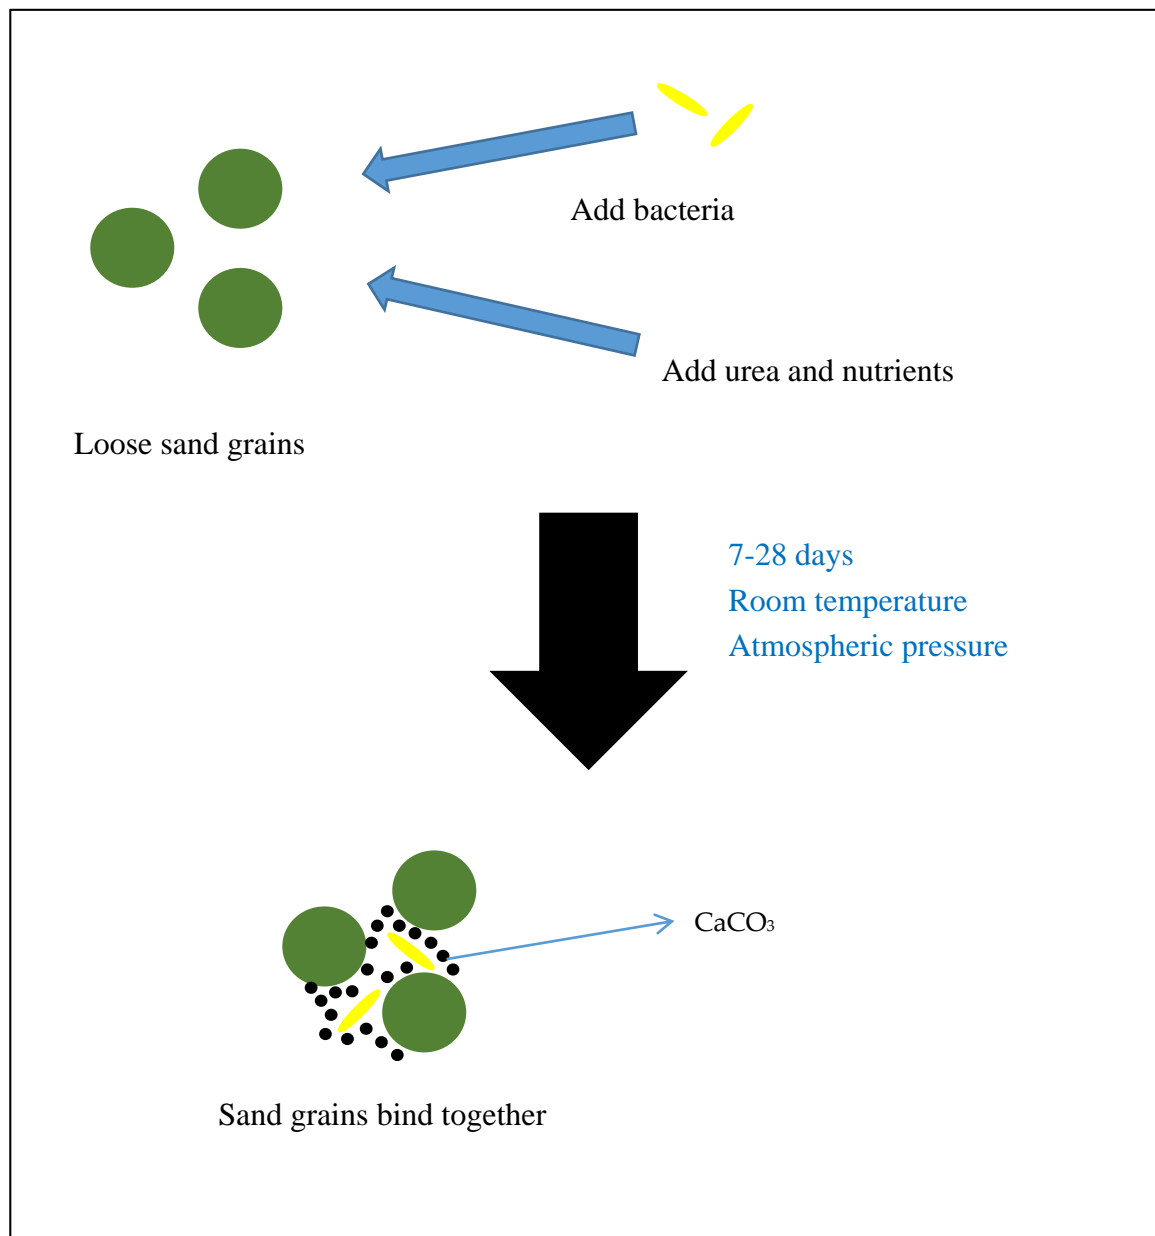 Add bacteria
Add urea and nutrients
Loose sand grains
7-28 days
Room temperature
Atmospheric pressure
CaCO₃
Sand grains bind together